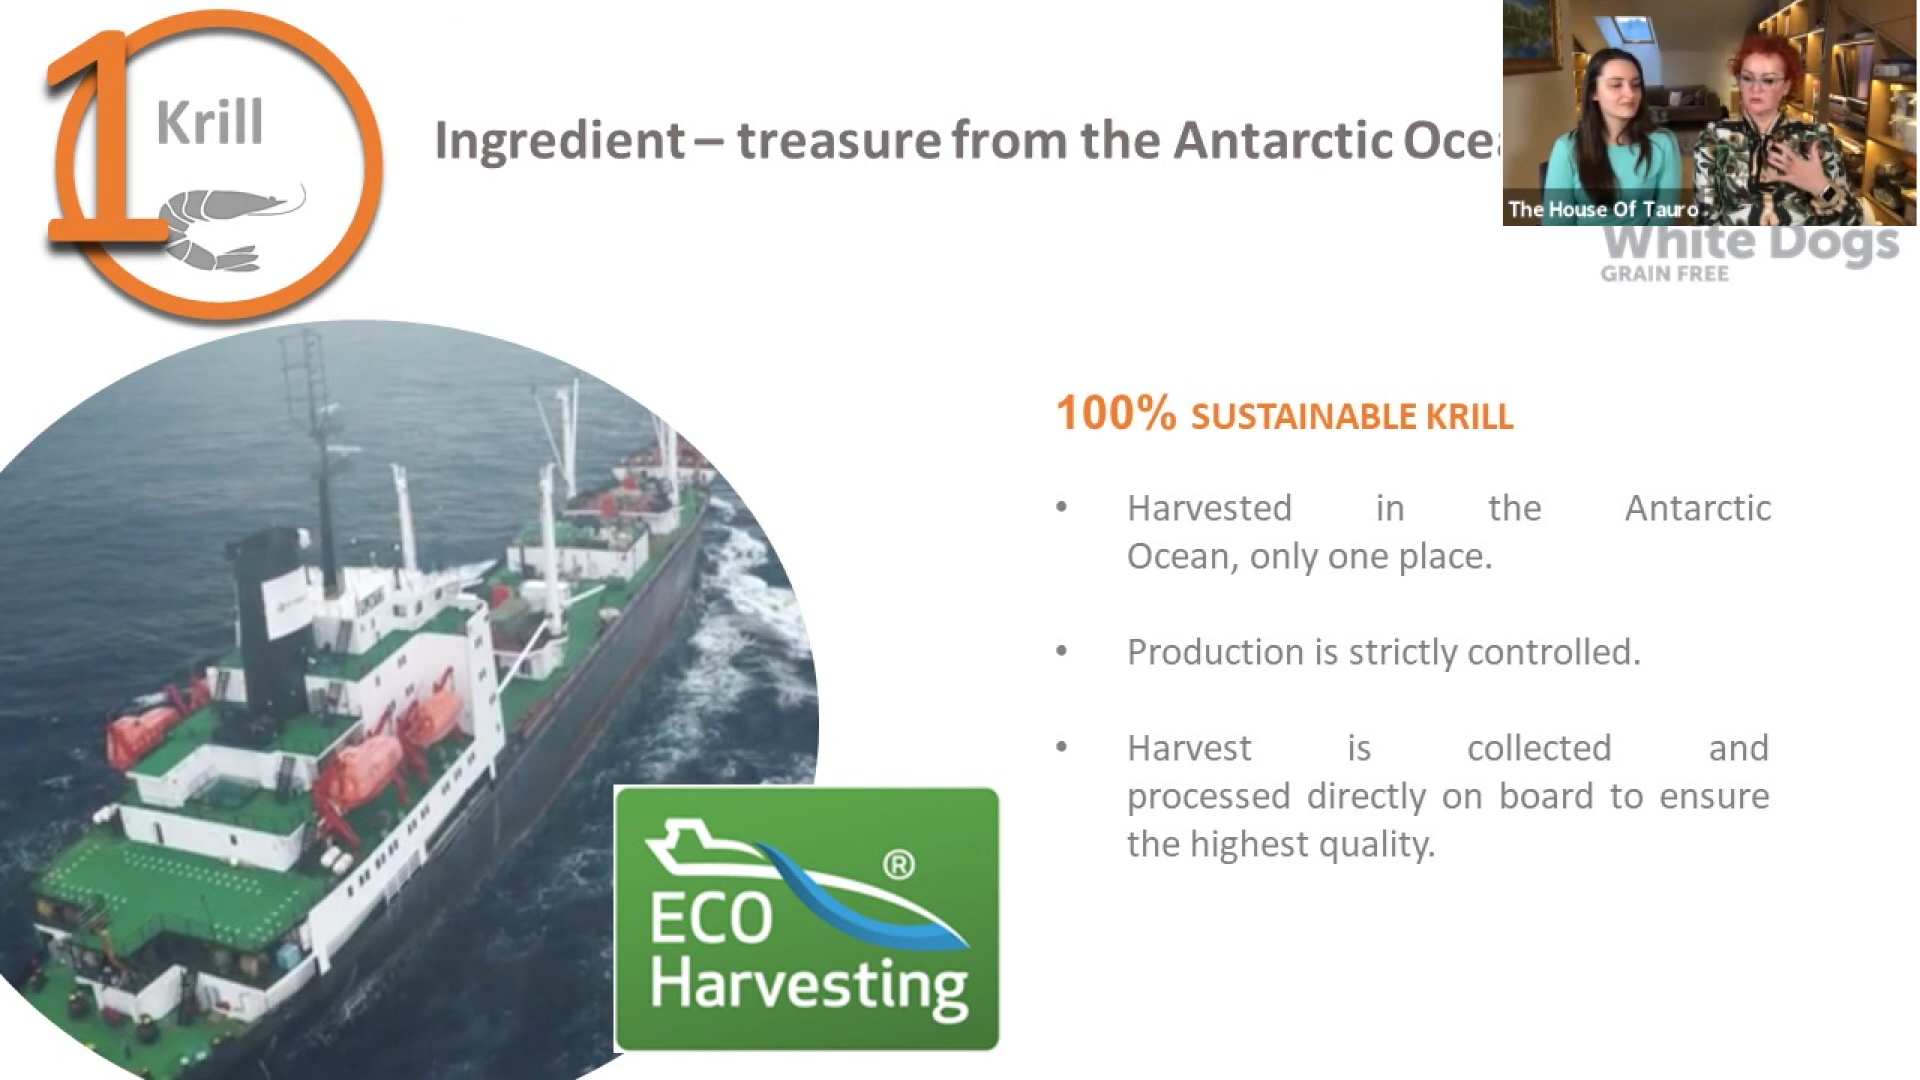 1
Krill
Ingredient – treasure from the Antarctic Ocea
The House Of Tauro
White Dogs
GRAIN FREE
100% SUSTAINABLE KRILL
• Harvested in the Antarctic
Ocean, only one place.
• Production is strictly controlled.
• Harvest is collected and
processed directly on board to ensure
the highest quality.
®
ECO
Harvesting